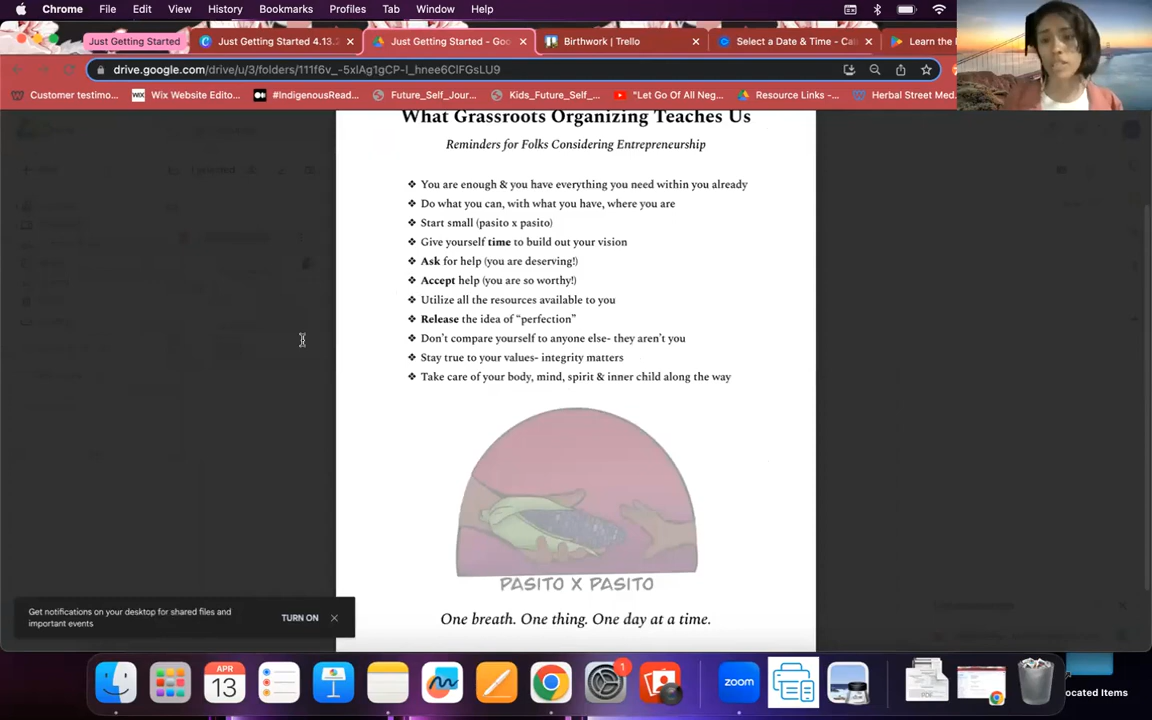 Chrome File Edit View History Bookmarks Profiles Tab Window Help
Just Getting Started
Just Getting Started 4.13.
Just Getting Started - Goo
Birthwork | Trello
Select a Date & Time - Ca
Learn the
drive.google.com/drive/u/3/folders/111f6v_-5xlAg1gCP-I_hnee6ClFGsLU9
Customer testimo...
Wix Website Edito...
#IndigenousRead...
Future_Self_Jour...
Kids_Future_Self_...
"Let Go Of All Neg...
Resource Links -...
Herbal Street Med
What Grassroots Organizing Teaches Us
Reminders for Folks Considering Entrepreneurship
❖ You are enough & you have everything you need within you already
❖ Do what you can, with what you have, where you are
❖ Start small (pasito x pasito)
❖ Give yourself time to build out your vision
❖ Ask for help (you are deserving!)
❖ Accept help (you are so worthy!)
❖ Utilize all the resources available to you
❖ Release the idea of “perfection”
❖ Don’t compare yourself to anyone else- they aren’t you
❖ Stay true to your values- integrity matters
❖ Take care of your body, mind, spirit & inner child along the way
PASITO X PASITO
One breath. One thing. One day at a time.
Get notifications on your desktop for shared files and
important events
TURN ON
APR
13
1
zoom
PDF
ocated Items